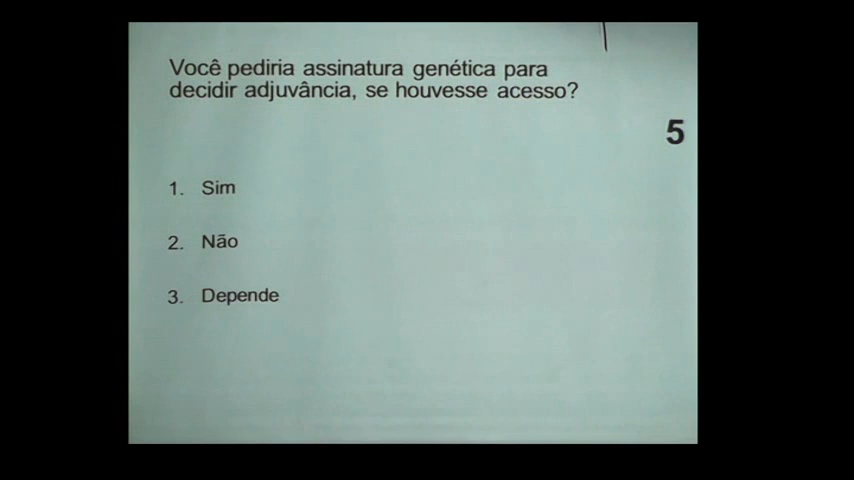 Você pediria assinatura genética para
decidir adjuvância, se houvesse acesso?
5
1. Sim
2. Não
3. Depende